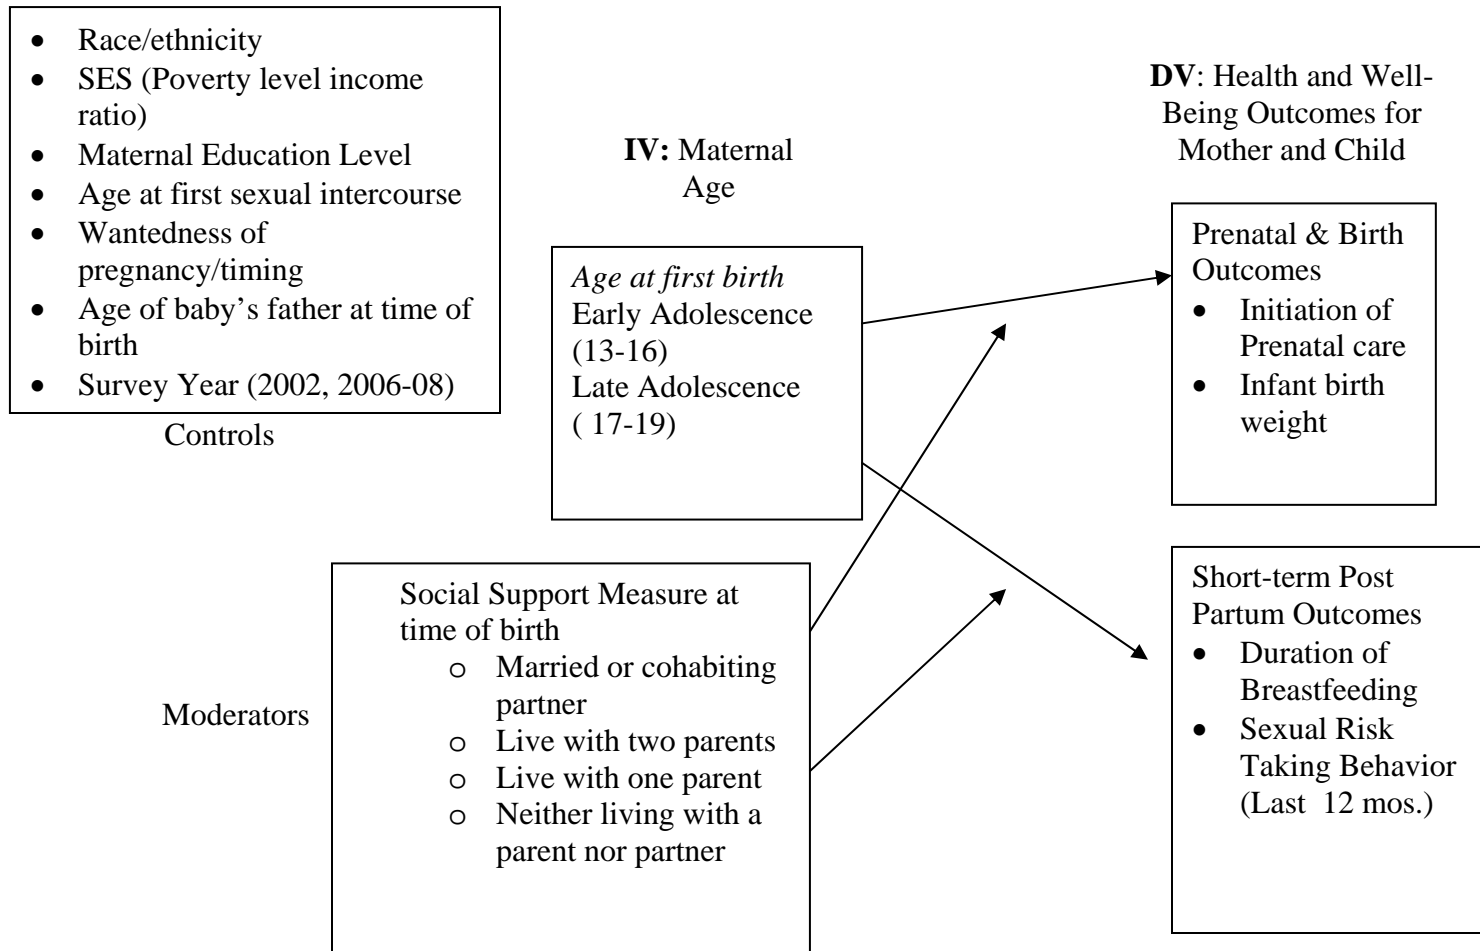 • Race/ethnicity
• SES (Poverty level income
ratio)
• Maternal Education Level
• Age at first sexual intercourse
• Wantedness of
pregnancy/timing
• Age of baby’s father at time of
birth
• Survey Year (2002, 2006-08)
Controls
IV: Maternal
Age
Age at first birth
Early Adolescence
(13-16)
Late Adolescence
( 17-19)
DV: Health and Well-
Being Outcomes for
Mother and Child
Prenatal & Birth
Outcomes
• Initiation of
Prenatal care
• Infant birth
weight
Moderators
Social Support Measure at
time of birth
o Married or cohabiting
partner
o Live with two parents
o Live with one parent
o Neither living with a
parent nor partner
Short-term Post
Partum Outcomes
• Duration of
Breastfeeding
• Sexual Risk
Taking Behavior
(Last 12 mos.)